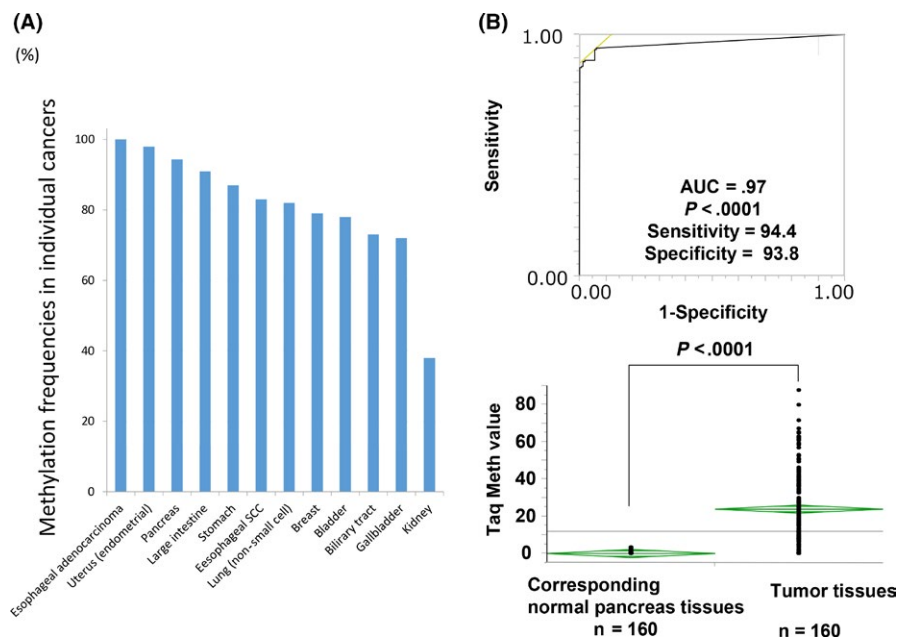 (A)
(%)
Methylation frequencies in individual cancers
100
80
60
40
20
0
Esophageal adenocarcinoma
Uterus (endometrial)
Pancreas
Large intestine
Stomach
Eesophageal SCC
Lung (non-small cell)
Breast
Bladder
Bilirary tract
Gallbladder
Kidney
(B)
1.00
Sensitivity
AUC = .97
P < .0001
Sensitivity = 94.4
Specificity = 93.8
0.00
0.00
1.00
1-Specificity
P < .0001
Taq Meth value
80
60
40
20
0
Corresponding
normal pancreas tissues
n = 160
Tumor tissues
n = 160